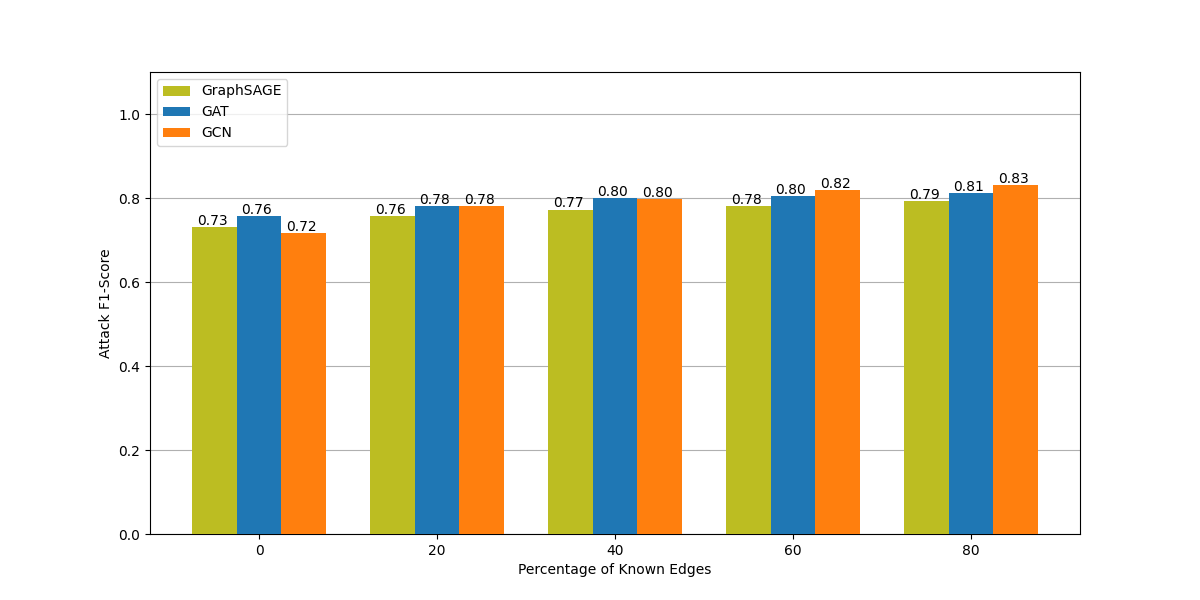 GraphSAGE
GAT
GCN
Attack F1-Score
1.0
0.8
0.6
0.4
0.2
0.0
0.73 0.76 0.72
0.76 0.78 0.78
0.77 0.80 0.80
0.78 0.80 0.82
0.79 0.81 0.83
0 20 40 60 80
Percentage of Known Edges